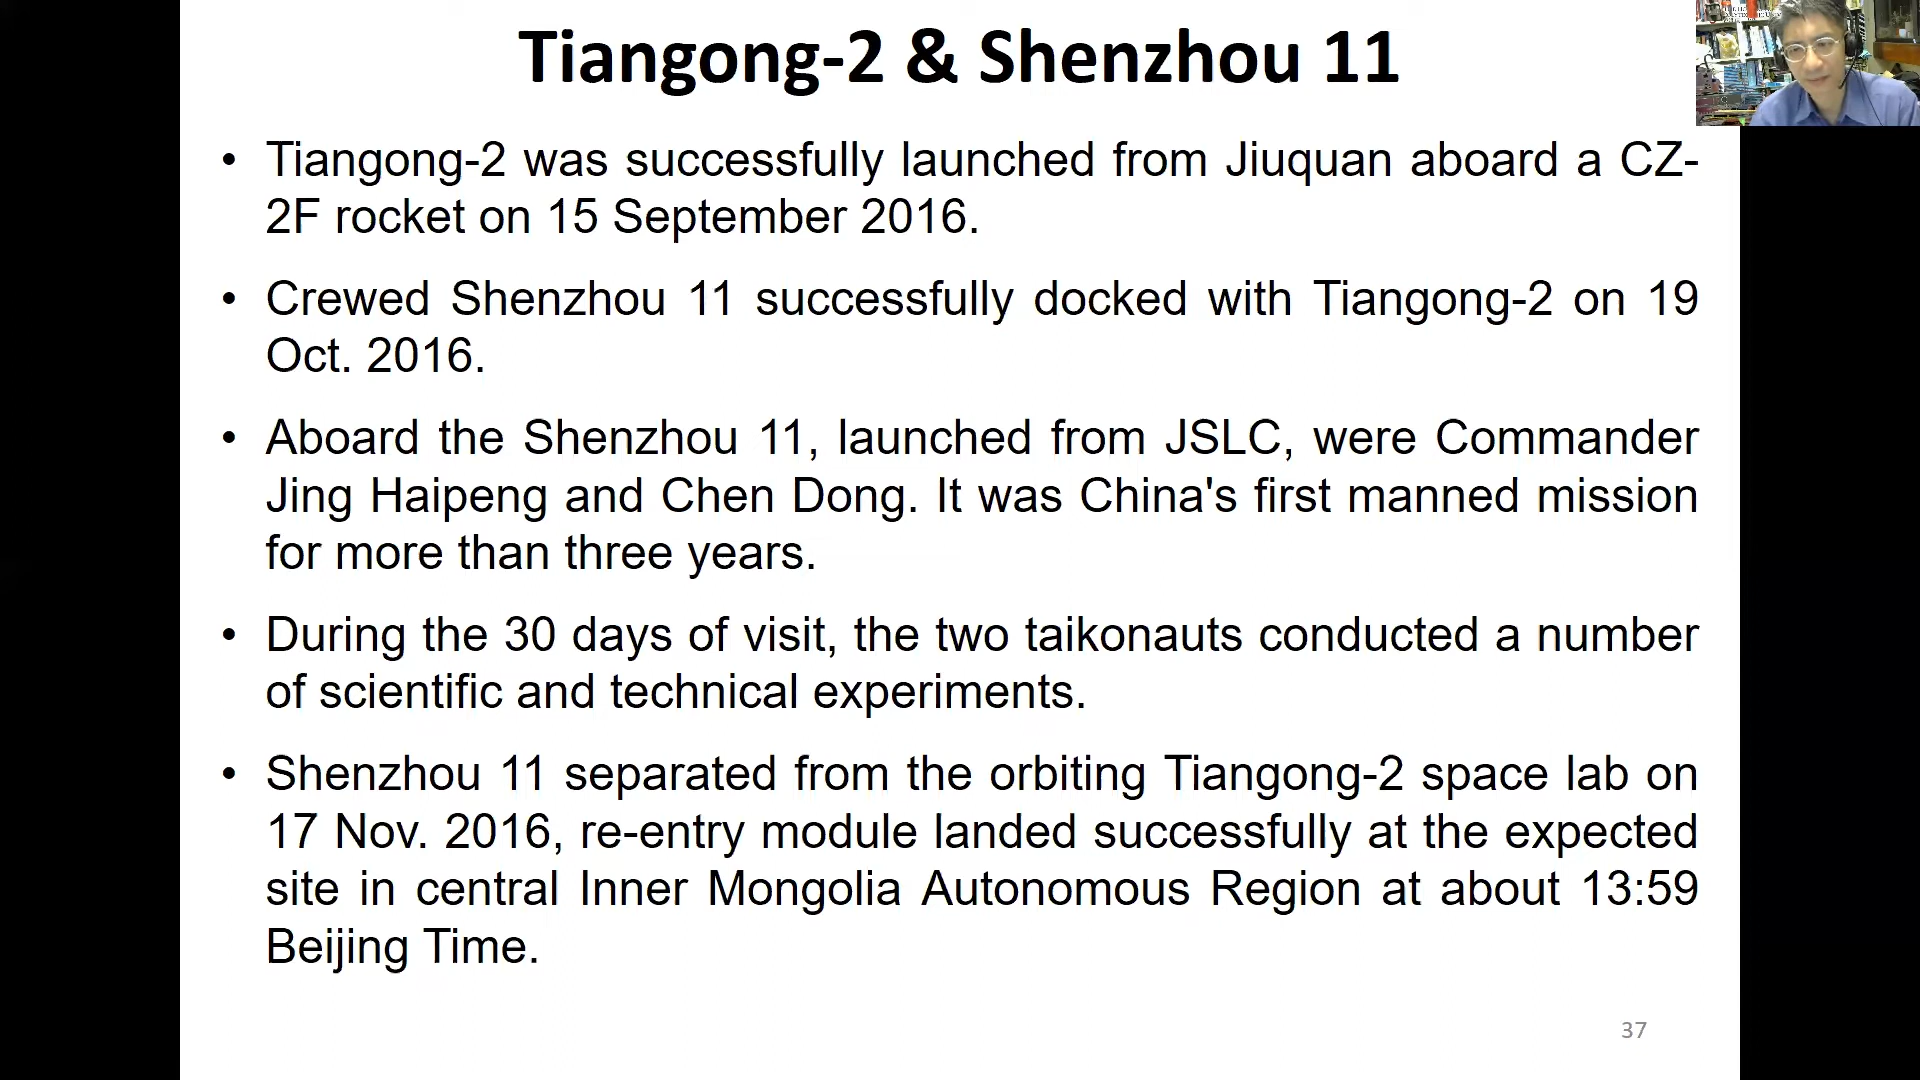 Tiangong-2 & Shenzhou 11
• Tiangong-2 was successfully launched from Jiuquan aboard a CZ-
2F rocket on 15 September 2016.
• Crewed Shenzhou 11 successfully docked with Tiangong-2 on 19
Oct. 2016.
• Aboard the Shenzhou 11, launched from JSLC, were Commander
Jing Haipeng and Chen Dong. It was China's first manned mission
for more than three years.
• During the 30 days of visit, the two taikonauts conducted a number
of scientific and technical experiments.
• Shenzhou 11 separated from the orbiting Tiangong-2 space lab on
17 Nov. 2016, re-entry module landed successfully at the expected
site in central Inner Mongolia Autonomous Region at about 13:59
Beijing Time.
37